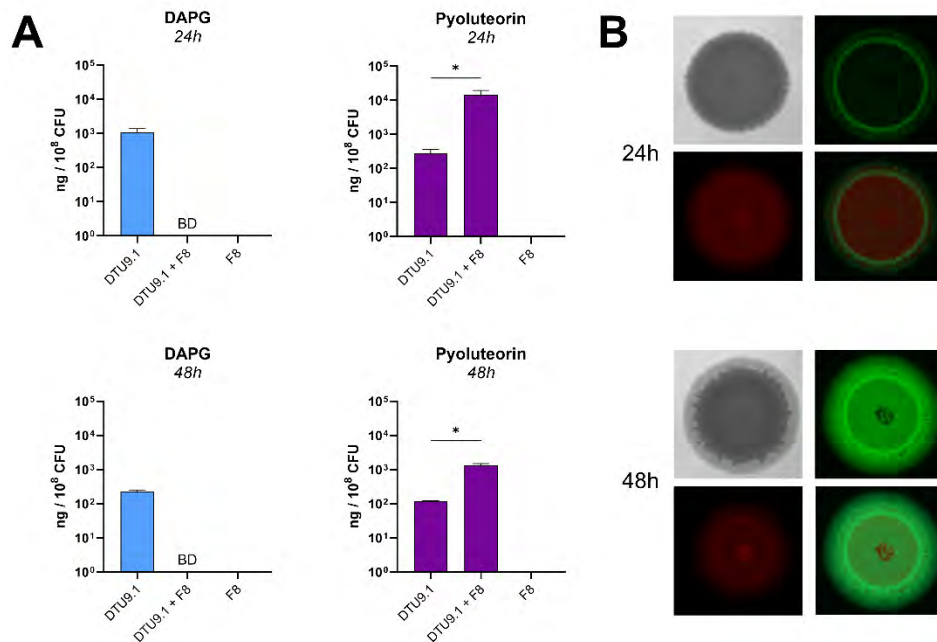 A
DAPG
24h
ng / 10⁸ CFU
10⁵
10⁴
10³
10²
10¹
10⁰
BD
DTU9.1
DTU9.1 + F8
F8
Pyoluteorin
24h
ng / 10⁸ CFU
10⁵
10⁴
10³
10²
10¹
10⁰
*
DTU9.1
DTU9.1 + F8
F8
DAPG
48h
ng / 10⁸ CFU
10⁵
10⁴
10³
10²
10¹
10⁰
BD
DTU9.1
DTU9.1 + F8
F8
Pyoluteorin
48h
ng / 10⁸ CFU
10⁵
10⁴
10³
10²
10¹
10⁰
*
DTU9.1
DTU9.1 + F8
F8
B
24h
48h